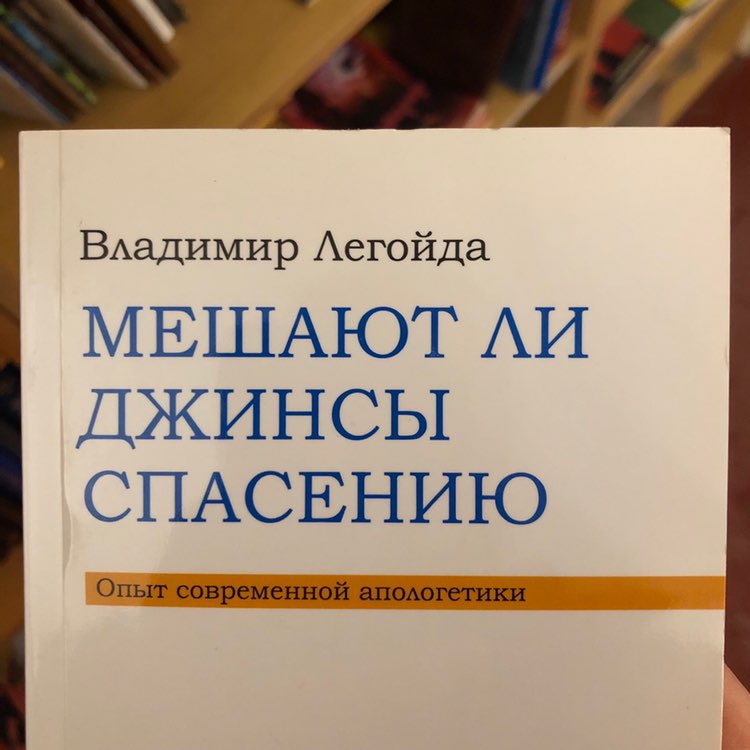 Владимир Легойда
МЕШАЮТ ЛИ
ДЖИНСЫ
СПАСЕНИЮ
Опыт современной апологетики